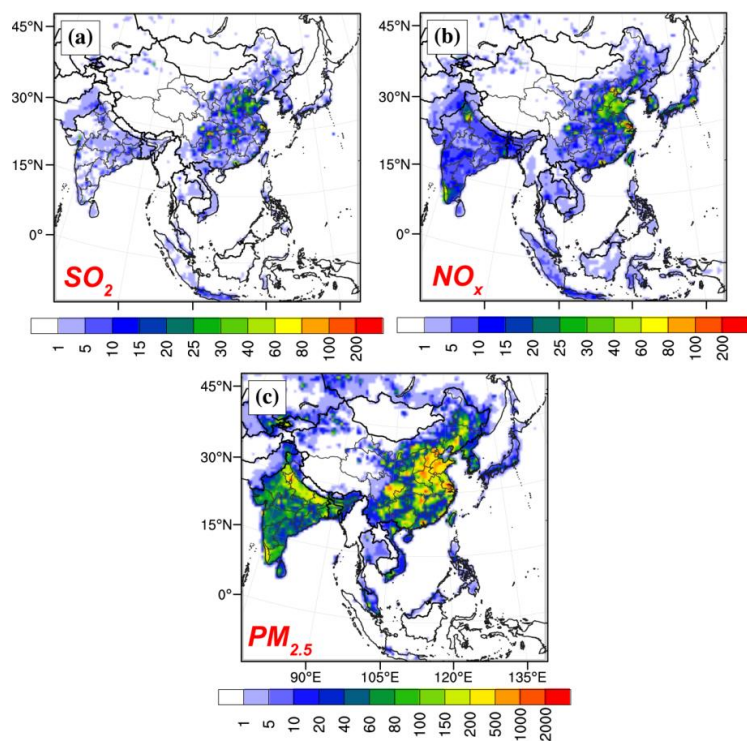 (a)
45°N
30°N
15°N
0°
SO2
1 5 10 15 20 25 30 40 60 80 100 200
(b)
45°N
30°N
15°N
0°
NOx
1 5 10 15 20 25 30 40 60 80 100 200
(c)
45°N
30°N
15°N
0°
PM2.5
90°E 105°E 120°E 135°E
1 5 10 20 40 60 80 100 150 200 500 1000 2000